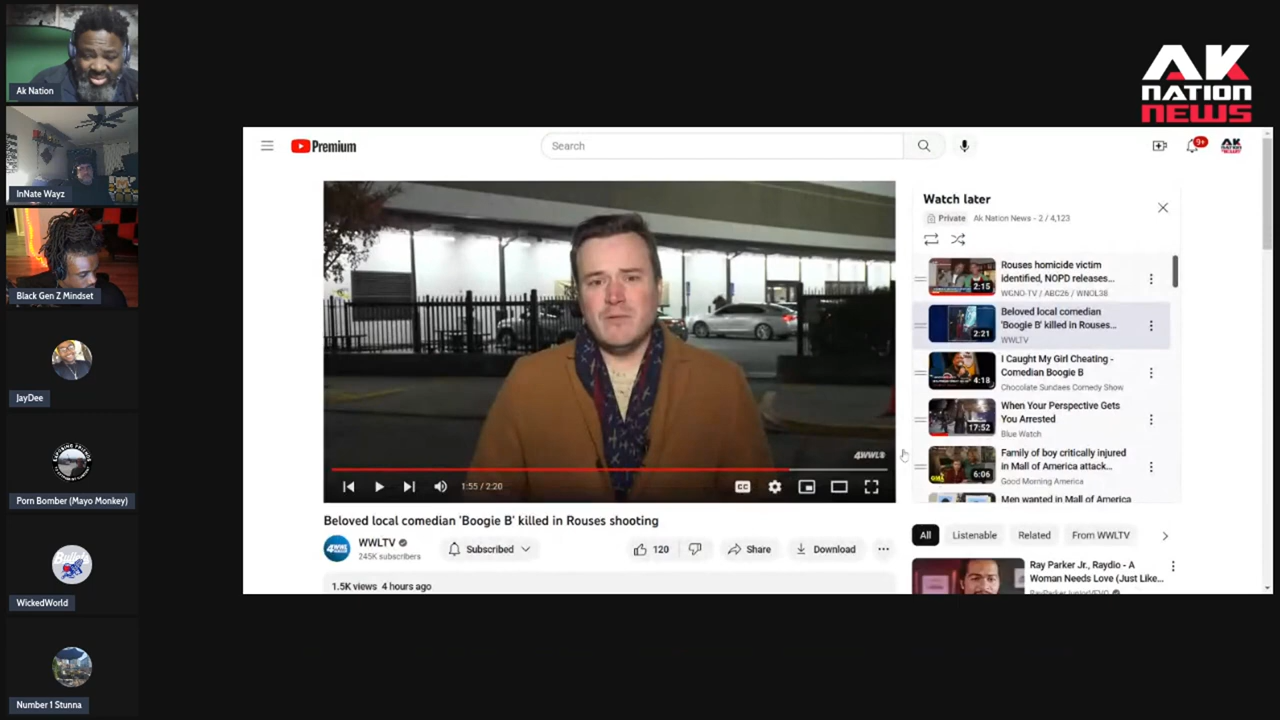 Ak Nation
InNate Wayz
Black Gen Z Mindset
JayDee
Porn Bomber (Mayo Monkey)
WickedWorld
Number 1 Stunna
AK
NATION
NEWS
Premium
Search
9+
4WWL
1:55 / 2:20
CC
Beloved local comedian 'Boogie B' killed in Rouses shooting
WWLTV
245K subscribers
Subscribed
120
Share
Download
1.5K views 4 hours ago
Watch later
Private Ak Nation News - 2 / 4,123
2:15
Rouses homicide victim
identified, NOPD releases...
WGNO-TV / ABC26 / WNOL38
2:21
Beloved local comedian
'Boogie B' killed in Rouses...
WWLTV
4:18
I Caught My Girl Cheating -
Comedian Boogie B
Chocolate Sundaes Comedy Show
17:52
When Your Perspective Gets
You Arrested
Blue Watch
6:06
Family of boy critically injured
in Mall of America attack...
Good Morning America
Men wanted in Mall of America
All
Listenable
Related
From WWLTV
Ray Parker Jr., Raydio - A
Woman Needs Love (Just Like...